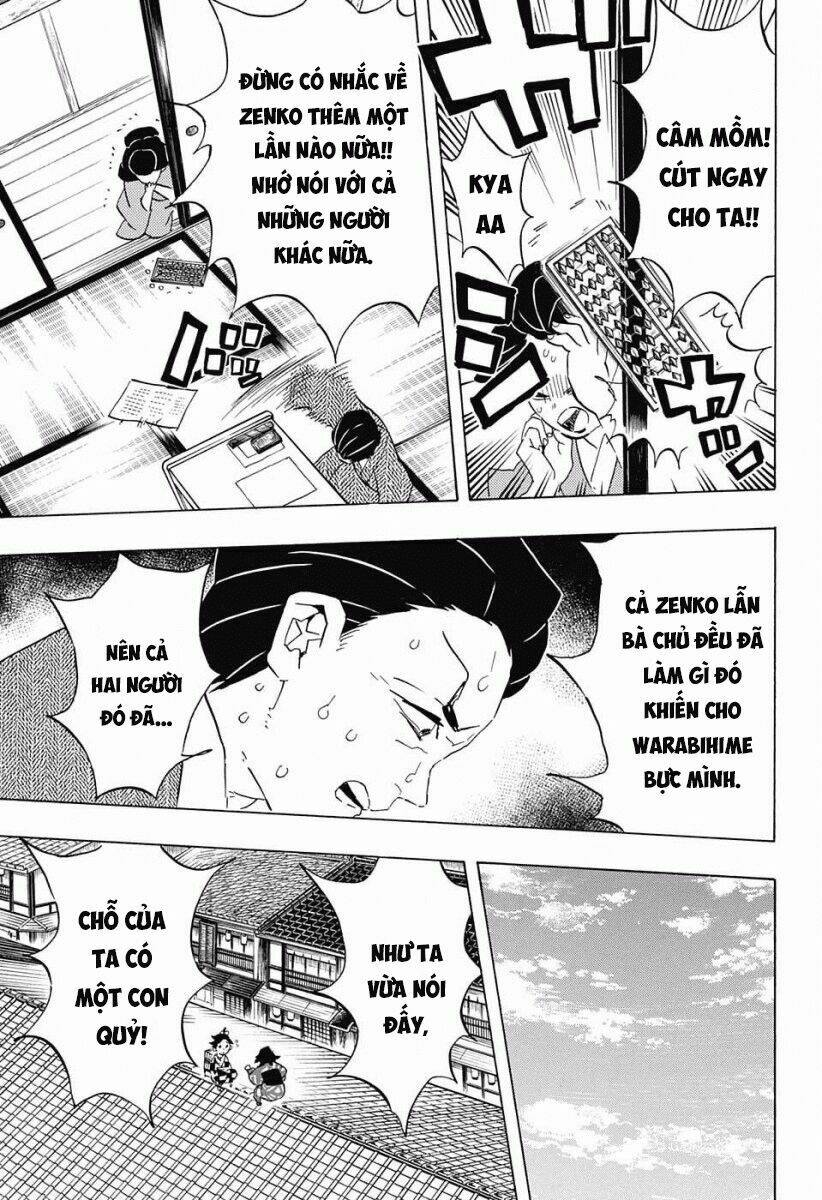 CÂM MỒM!
CÚT NGAY
CHO TA!!
KYA
AA
ĐỪNG CÓ NHẮC VỀ
ZENKO THÊM MỘT
LẦN NÀO NỮA!!
NHỚ NÓI VỚI CẢ
NHỮNG NGƯỜI
KHÁC NỮA.
CẢ ZENKO LẪN
BÀ CHỦ ĐỀU ĐÃ
LÀM GÌ ĐÓ
KHIẾN CHO
WARABIHIME
BỰC MÌNH.
NÊN CẢ
HAI NGƯỜI
ĐÓ ĐÃ...
NHƯ TA
VỪA NÓI
ĐẤY,
CHỖ CỦA
TA CÓ
MỘT CON
QUỶ!